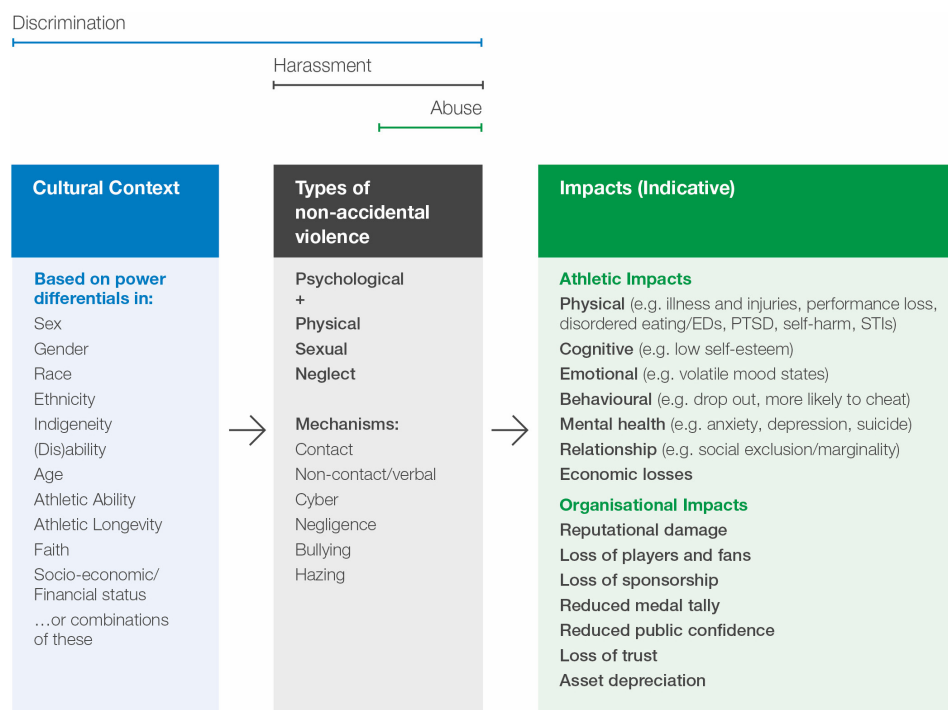 Discrimination
Harassment
Abuse
Cultural Context
Based on power
differentials in:
Sex
Gender
Race
Ethnicity
Indigeneity
(Dis)ability
Age
Athletic Ability
Athletic Longevity
Faith
Socio-economic/
Financial status
…or combinations
of these
Types of
non-accidental
violence
Psychological
+
Physical
Sexual
Neglect
Mechanisms:
Contact
Non-contact/verbal
Cyber
Negligence
Bullying
Hazing
Impacts (Indicative)
Athletic Impacts
Physical (e.g. illness and injuries, performance loss,
disordered eating/EDs, PTSD, self-harm, STIs)
Cognitive (e.g. low self-esteem)
Emotional (e.g. volatile mood states)
Behavioural (e.g. drop out, more likely to cheat)
Mental health (e.g. anxiety, depression, suicide)
Relationship (e.g. social exclusion/marginality)
Economic losses
Organisational Impacts
Reputational damage
Loss of players and fans
Loss of sponsorship
Reduced medal tally
Reduced public confidence
Loss of trust
Asset depreciation